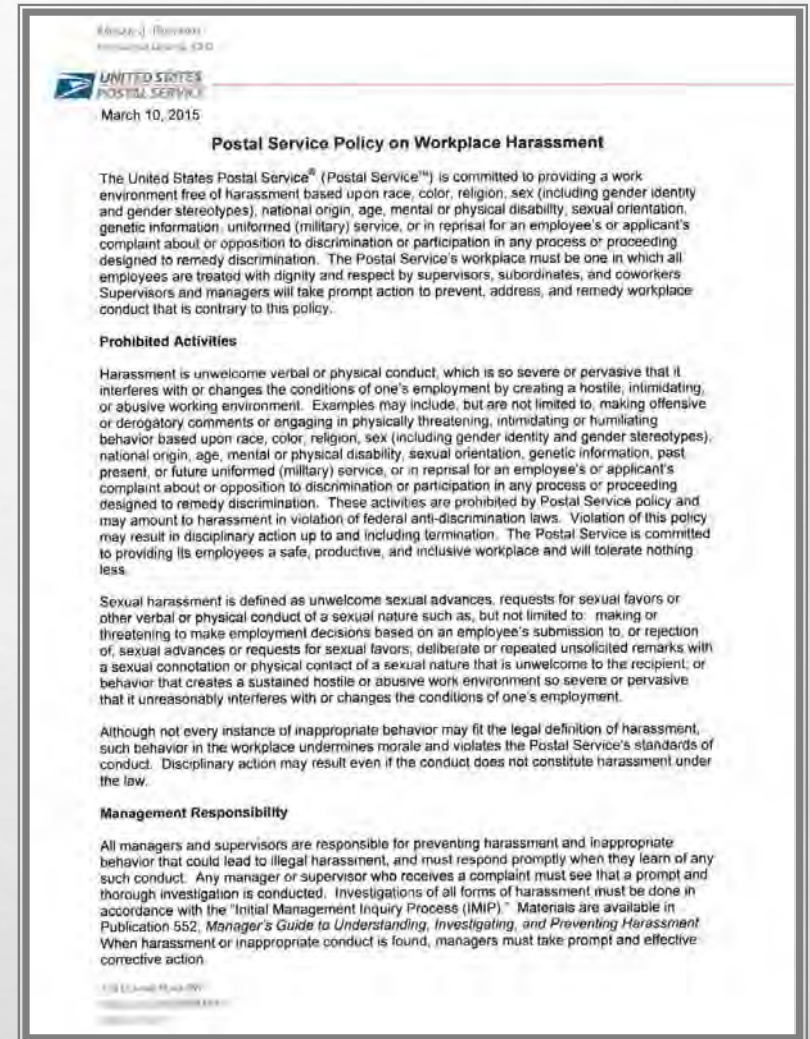 UNITED STATES
POSTAL SERVICE
March 10, 2015
Postal Service Policy on Workplace Harassment
The United States Postal Service® (Postal Service™) is committed to providing a work
environment free of harassment based upon race, color, religion, sex (including gender identity
and gender stereotypes), national origin, age, mental or physical disability, sexual orientation,
genetic information, uniformed (military) service, or in reprisal for an employee's or applicant's
complaint about or opposition to discrimination or participation in any process or proceeding
designed to remedy discrimination. The Postal Service's workplace must be one in which all
employees are treated with dignity and respect by supervisors, subordinates, and coworkers
Supervisors and managers will take prompt action to prevent, address, and remedy workplace
conduct that is contrary to this policy.
Prohibited Activities
Harassment is unwelcome verbal or physical conduct, which is so severe or pervasive that it
interferes with or changes the conditions of one's employment by creating a hostile, intimidating,
or abusive working environment. Examples may include, but are not limited to, making offensive
or derogatory comments or engaging in physically threatening, intimidating or humiliating
behavior based upon race, color, religion, sex (including gender identity and gender stereotypes),
national origin, age, mental or physical disability, sexual orientation, genetic information, past
present, or future uniformed (military) service, or in reprisal for an employee's or applicant's
complaint about or opposition to discrimination or participation in any process or proceeding
designed to remedy discrimination. These activities are prohibited by Postal Service policy and
may amount to harassment in violation of federal anti-discrimination laws. Violation of this policy
may result in disciplinary action up to and including termination. The Postal Service is committed
to providing its employees a safe, productive, and inclusive workplace and will tolerate nothing
less
Sexual harassment is defined as unwelcome sexual advances, requests for sexual favors or
other verbal or physical conduct of a sexual nature such as, but not limited to: making or
threatening to make employment decisions based on an employee's submission to, or rejection
of, sexual advances or requests for sexual favors; deliberate or repeated unsolicited remarks with
a sexual connotation or physical contact of a sexual nature that is unwelcome to the recipient; or
behavior that creates a sustained hostile or abusive work environment so severe or pervasive
that it unreasonably interferes with or changes the conditions of one's employment.
Although not every instance of inappropriate behavior may fit the legal definition of harassment,
such behavior in the workplace undermines morale and violates the Postal Service's standards of
conduct. Disciplinary action may result even if the conduct does not constitute harassment under
the law.
Management Responsibility
All managers and supervisors are responsible for preventing harassment and inappropriate
behavior that could lead to illegal harassment, and must respond promptly when they learn of any
such conduct. Any manager or supervisor who receives a complaint must see that a prompt and
thorough investigation is conducted. Investigations of all forms of harassment must be done in
accordance with the "Initial Management Inquiry Process (IMIP)." Materials are available in
Publication 552, Manager's Guide to Understanding, Investigating, and Preventing Harassment
When harassment or inappropriate conduct is found, managers must take prompt and effective
corrective action